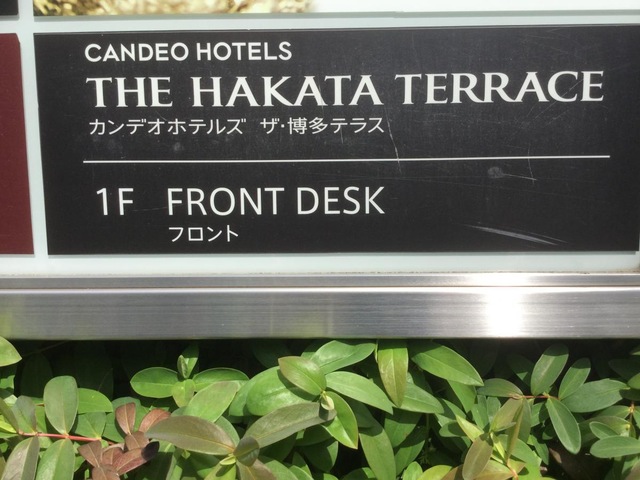 CANDEO HOTELS
THE HAKATA TERRACE
カンデオホテルズ ザ・博多テラス
1F FRONT DESK
フロント